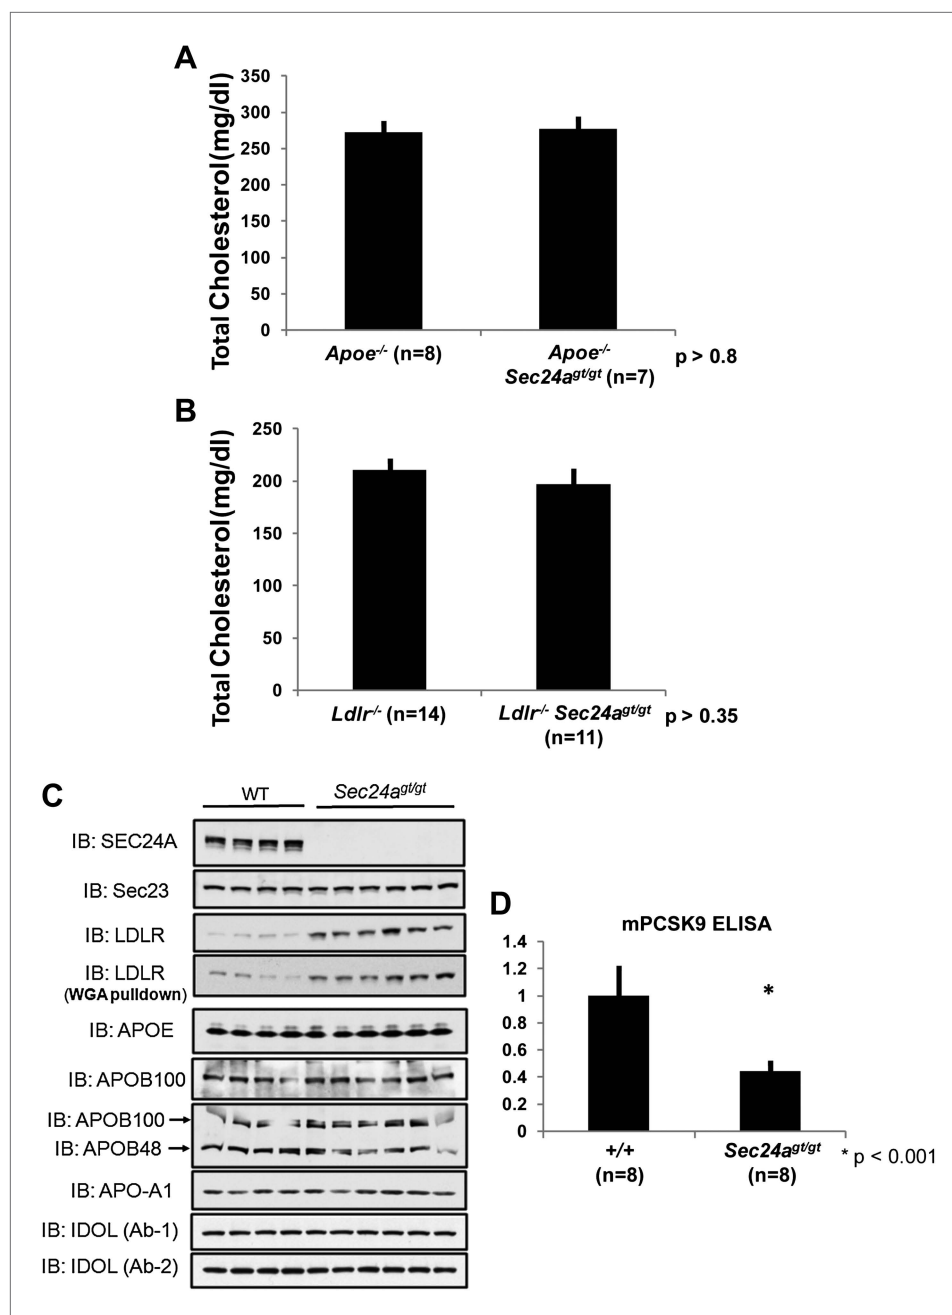 A
Total Cholesterol(mg/dl)
350
300
250
200
150
100
50
0
Apoe-/- (n=8)
Apoe-/-
Sec24agt/gt (n=7)
p > 0.8
B
Total Cholesterol(mg/dl)
250
200
150
100
50
0
Ldlr-/- (n=14)
Ldlr-/- Sec24agt/gt
(n=11)
p > 0.35
C
WT
Sec24agt/gt
IB: SEC24A
IB: Sec23
IB: LDLR
IB: LDLR
(WGA pulldown)
IB: APOE
IB: APOB100
IB: APOB100
IB: APOB48
IB: APO-A1
IB: IDOL (Ab-1)
IB: IDOL (Ab-2)
D
mPCSK9 ELISA
1.4
1.2
1
0.8
0.6
0.4
0.2
0
*
+/+
(n=8)
Sec24agt/gt
(n=8)
* p < 0.001